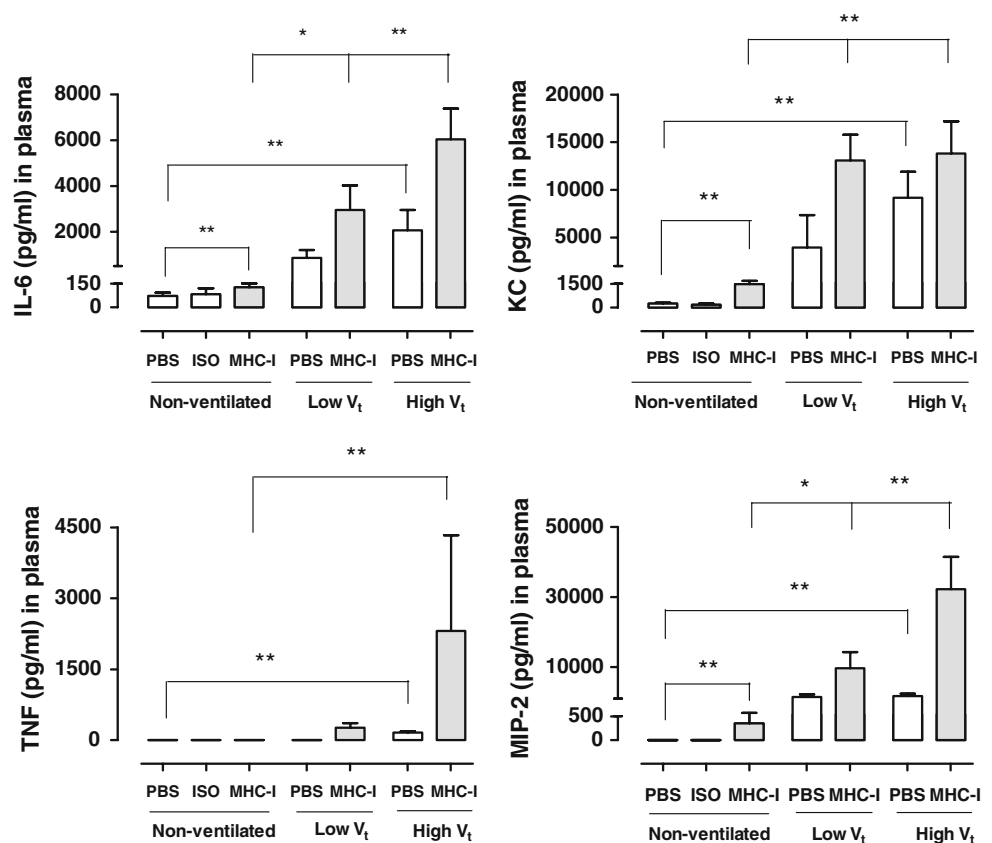 * **
** **
8000
6000
4000
2000
150
0
IL-6 (pg/ml) in plasma
**
**
PBS ISO MHC-I PBS MHC-I PBS MHC-I
Non-ventilated Low Vt High Vt
20000
15000
10000
5000
1500
0
KC (pg/ml) in plasma
**
PBS ISO MHC-I PBS MHC-I PBS MHC-I
Non-ventilated Low Vt High Vt
**
4500
3000
1500
0
TNF (pg/ml) in plasma
**
PBS ISO MHC-I PBS MHC-I PBS MHC-I
Non-ventilated Low Vt High Vt
* **
50000
30000
10000
500
0
MIP-2 (pg/ml) in plasma
**
**
PBS ISO MHC-I PBS MHC-I PBS MHC-I
Non-ventilated Low Vt High Vt